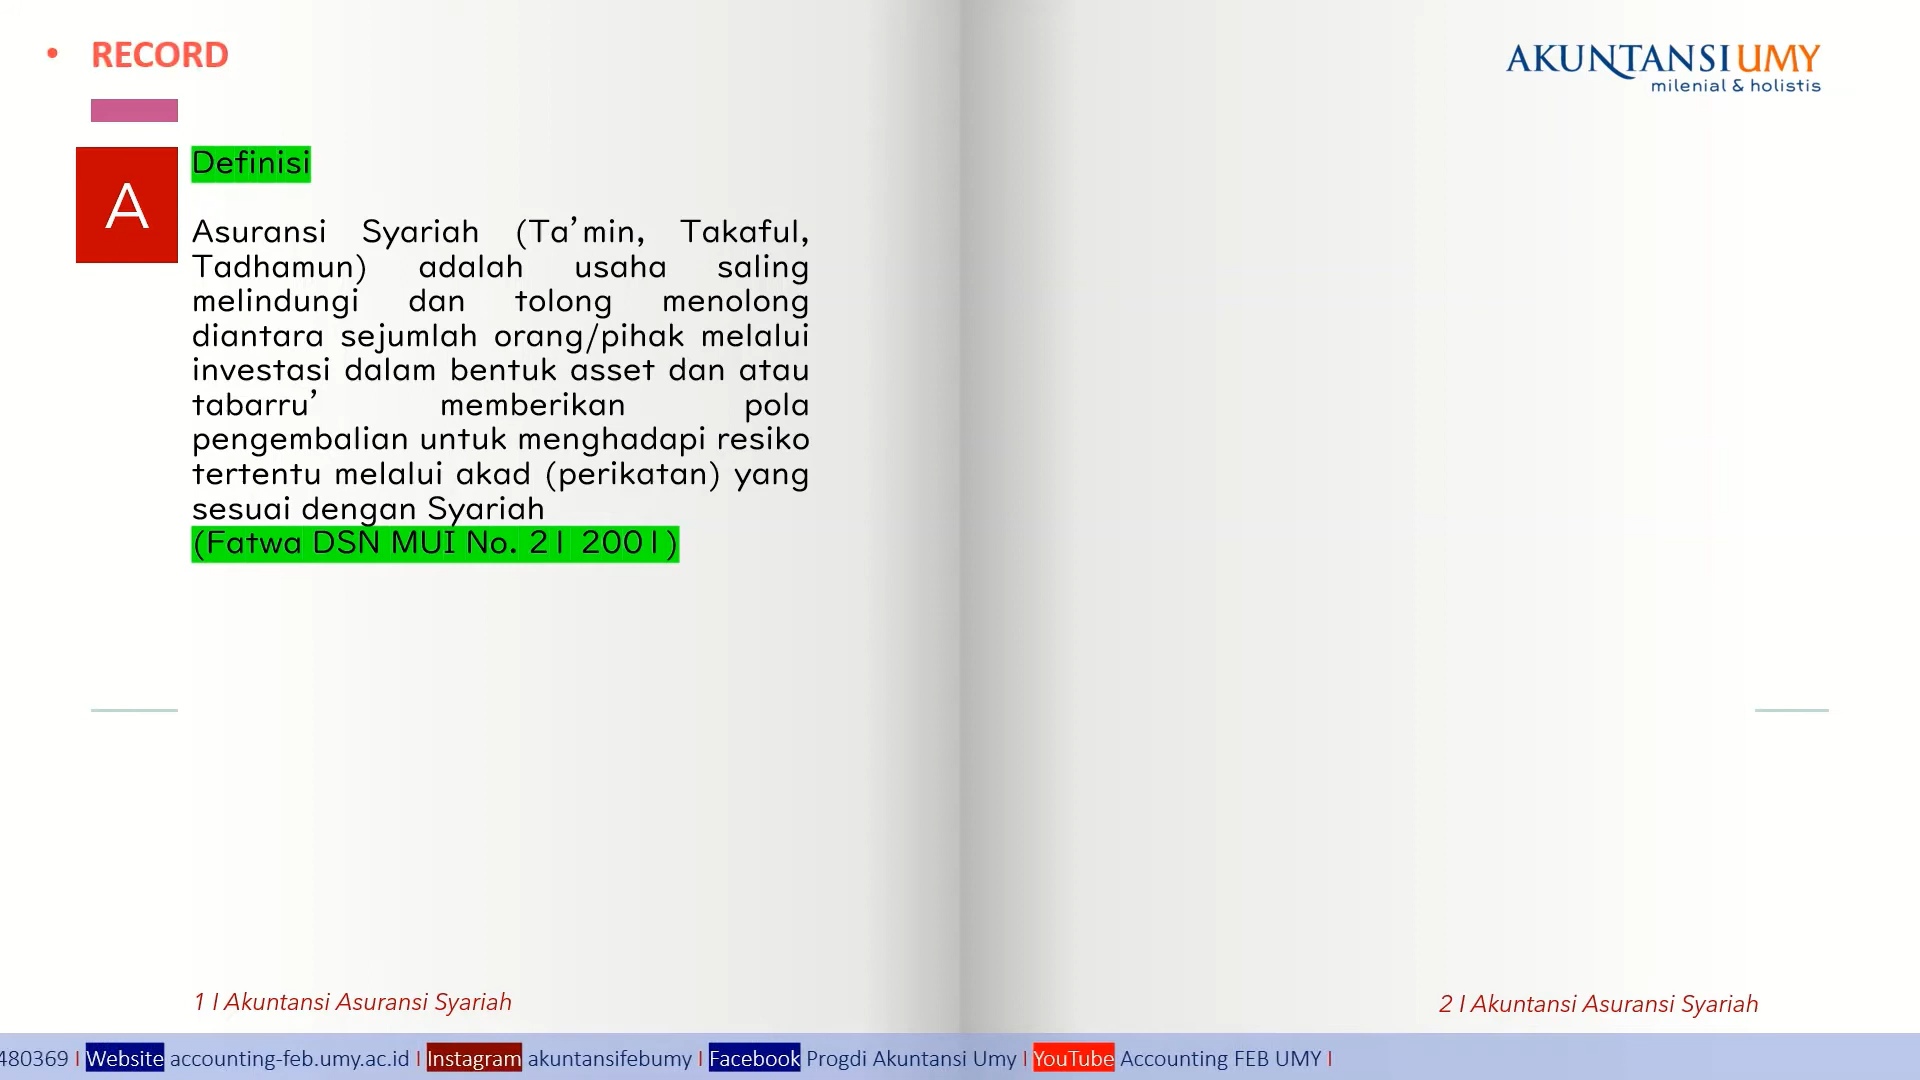 • RECORD
AKUNTANSI UMY
milenial & holistis
A
Definisi
Asuransi Syariah (Ta’min, Takaful,
Tadhamun) adalah usaha saling
melindungi dan tolong menolong
diantara sejumlah orang/pihak melalui
investasi dalam bentuk asset dan atau
tabarru’ memberikan pola
pengembalian untuk menghadapi resiko
tertentu melalui akad (perikatan) yang
sesuai dengan Syariah
(Fatwa DSN MUI No. 21 2001)
1 I Akuntansi Asuransi Syariah
2 I Akuntansi Asuransi Syariah
480369 I Website accounting-feb.umy.ac.id I Instagram akuntansifebumy I Facebook Progdi Akuntansi Umy I YouTube Accounting FEB UMY I